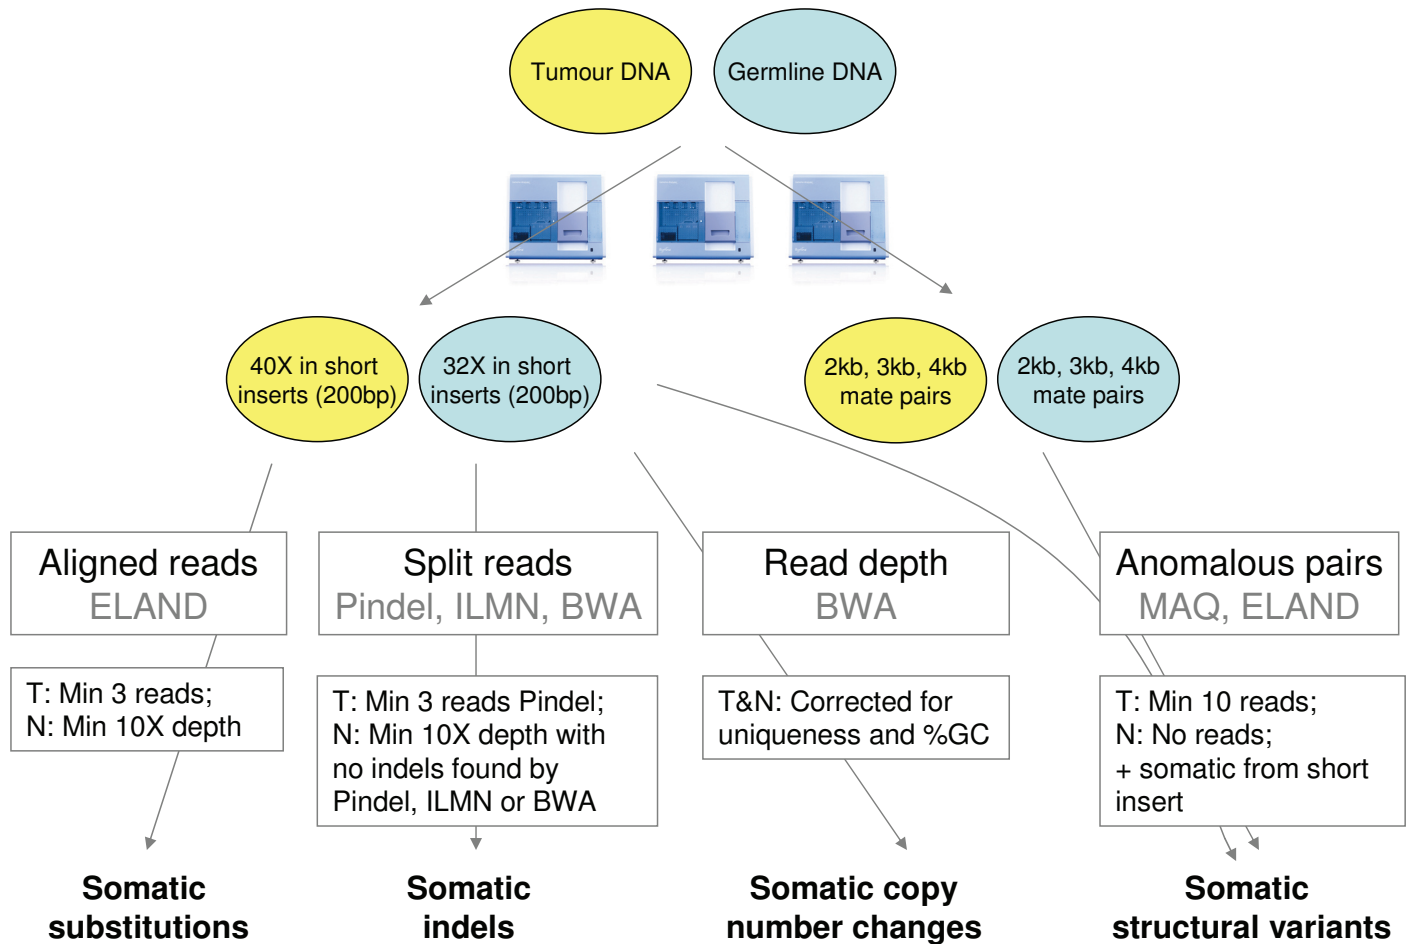 Tumour DNA
Germline DNA
40X in short
inserts (200bp)
32X in short
inserts (200bp)
2kb, 3kb, 4kb
mate pairs
2kb, 3kb, 4kb
mate pairs
Aligned reads
ELAND
Split reads
Pindel, ILMN, BWA
Read depth
BWA
Anomalous pairs
MAQ, ELAND
T: Min 3 reads;
N: Min 10X depth
T: Min 3 reads Pindel;
N: Min 10X depth with
no indels found by
Pindel, ILMN or BWA
T&N: Corrected for
uniqueness and %GC
T: Min 10 reads;
N: No reads;
+ somatic from short
insert
Somatic
substitutions
Somatic
indels
Somatic copy
number changes
Somatic
structural variants